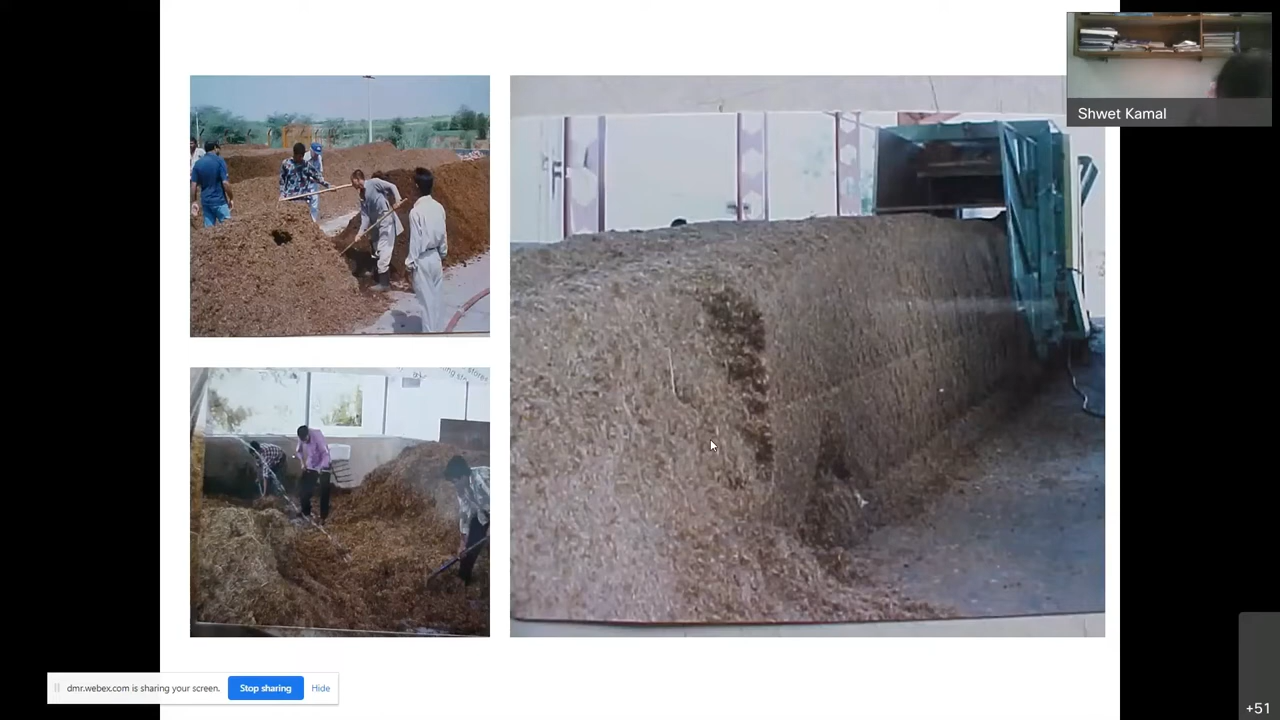 Shwet Kamal
dmr.webex.com is sharing your screen.
Stop sharing
Hide
+51